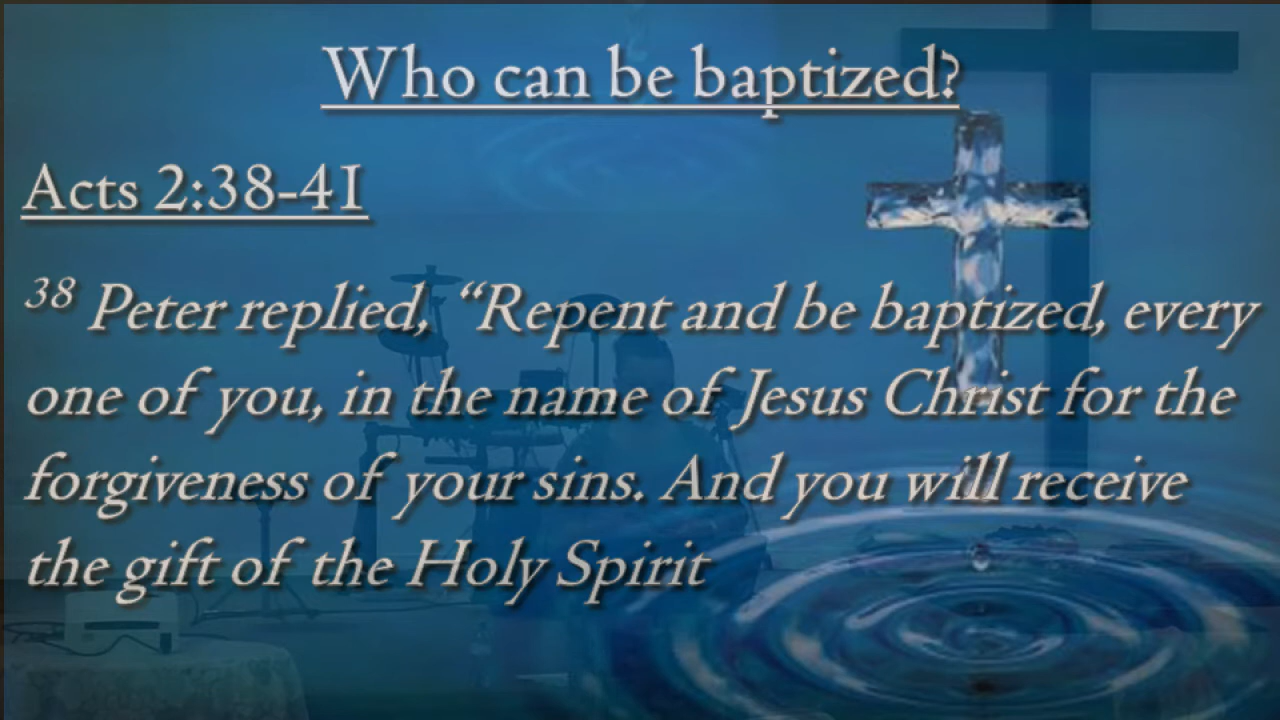 Who can be baptized?
Acts 2:38-41
38 Peter replied, “Repent and be baptized, every
one of you, in the name of Jesus Christ for the
forgiveness of your sins. And you will receive
the gift of the Holy Spirit